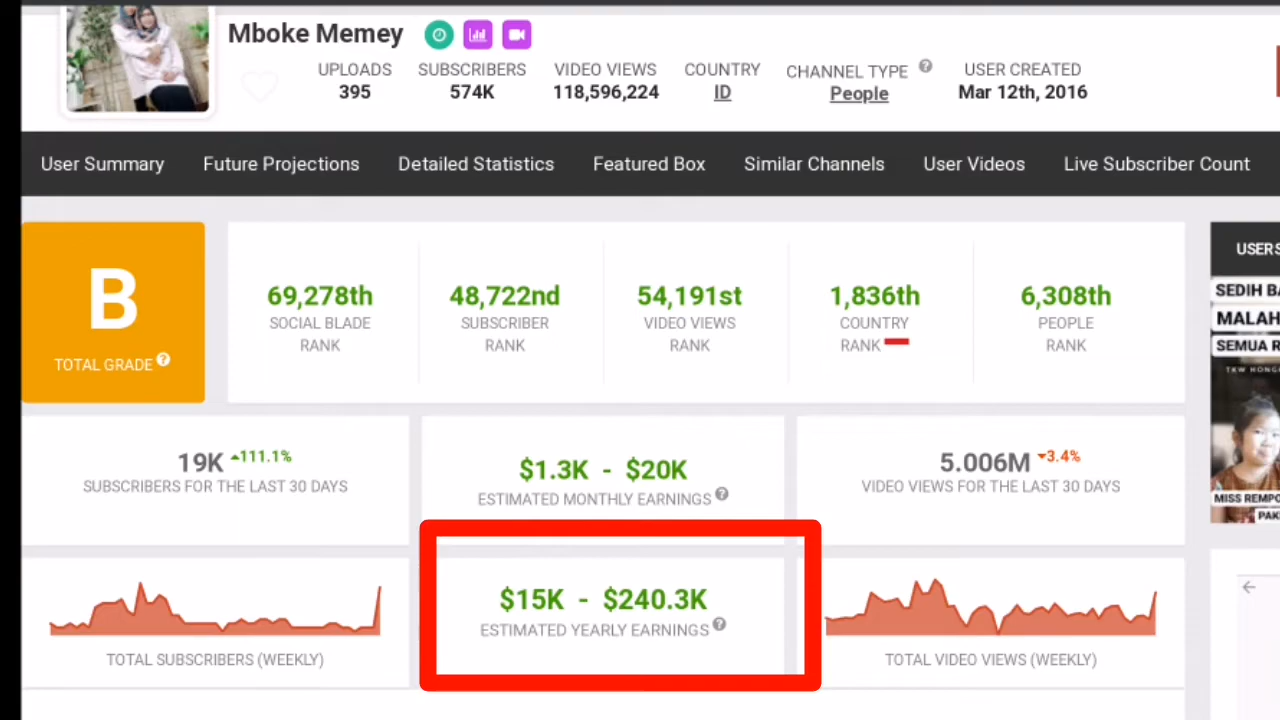 Mboke Memey
UPLOADS
395
SUBSCRIBERS
574K
VIDEO VIEWS
118,596,224
COUNTRY
ID
CHANNEL TYPE ?
People
USER CREATED
Mar 12th, 2016
User Summary Future Projections Detailed Statistics Featured Box Similar Channels User Videos Live Subscriber Count
B
TOTAL GRADE ?
69,278th
SOCIAL BLADE
RANK
48,722nd
SUBSCRIBER
RANK
54,191st
VIDEO VIEWS
RANK
1,836th
COUNTRY
RANK
6,308th
PEOPLE
RANK
19K 111.1%
SUBSCRIBERS FOR THE LAST 30 DAYS
$1.3K - $20K
ESTIMATED MONTHLY EARNINGS ?
5.006M 3.4%
VIDEO VIEWS FOR THE LAST 30 DAYS
TOTAL SUBSCRIBERS (WEEKLY)
$15K - $240.3K
ESTIMATED YEARLY EARNINGS ?
TOTAL VIDEO VIEWS (WEEKLY)
SEDIH
MALAH
SEMUA
MISS